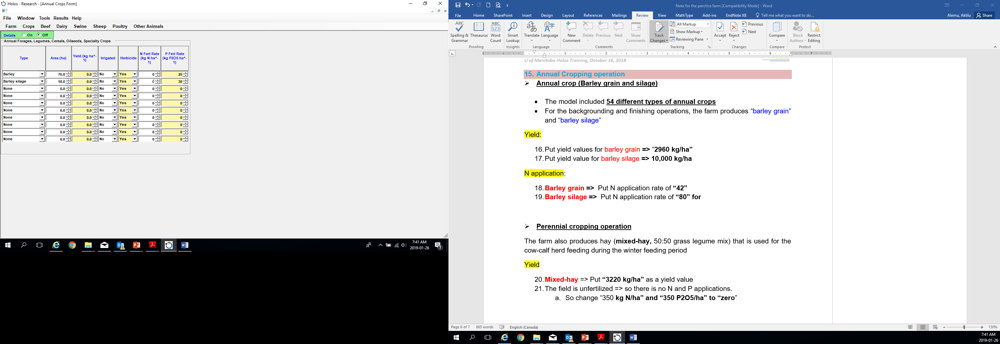 Holos - Research - [Annual Crops Form]
File Window Tools Results Help
Farm Crops Beef Dairy Swine Sheep Poultry Other Animals
Details On Off
Annual Forages, Legumes, Cereals, Oilseeds, Specialty Crops
Type Area (ha) Yield (kg ha^-1) Irrigated Herbicide N Fert Rate (kg N ha^-1) P Fert Rate (kg P2O5 ha^-1)
Barley 76.0 0.0 No Yes 0 25
Barley silage 18.0 0.0 No Yes 30
None 0.0 0.0 No Yes 0 0
None 0.0 0.0 No Yes 0 0
None 0.0 0.0 No Yes 0 0
None 0.0 0.0 No Yes 0 0
None 0.0 0.0 No Yes 0 0
None 0.0 0.0 No Yes 0 0
None 0.0 0.0 No Yes 0 0
None 0.0 0.0 No Yes 0 0
7:41 AM
2019-01-26
3
Note for the parctice farm [Compatibility Mode] - Word
File Home SharePoint Insert Design Layout References Mailings Review View MathType Add-ins EndNote X8 Tell me what you want to do... Alemu, Aklilu Share
Spelling & Grammar Thesaurus Word Count Smart Lookup Translate Language New Comment Delete Previous Next Show Comments Track Changes All Markup Show Markup Reviewing Pane Accept Reject Previous Next Compare Block Authors Restrict Editing
Proofing Insights Language Comments Tracking Changes Compare Protect
1 1 2 3 4 5 6 7
U of Manitoba Holos Training, October 16, 2018
15. Annual Cropping operation
➢ Annual crop (Barley grain and silage)
• The model included 54 different types of annual crops
• For the backgrounding and finishing operations, the farm produces “barley grain”
and “barley silage”
Yield:
16. Put yield values for barley grain => “2960 kg/ha”
17. Put yield value for barley silage => 10,000 kg/ha
N application:
18. Barley grain => Put N application rate of “42”
19. Barley silage => Put N application rate of “80” for
➢ Perennial cropping operation
The farm also produces hay (mixed-hay, 50:50 grass legume mix) that is used for the
cow-calf herd feeding during the winter feeding period
Yield
20. Mixed-hay => Put “3220 kg/ha” as a yield value
21. The field is unfertilized => so there is no N and P applications.
a. So change “350 kg N/ha” and “350 P2O5/ha” to “zero”
Page 6 of 7 865 words English (Canada) 130%
7:41 AM
2019-01-26